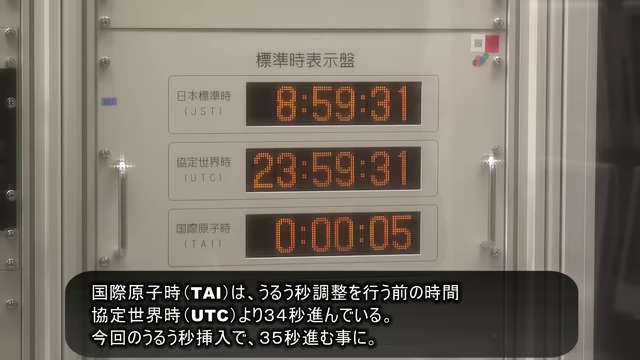 標準時表示盤
日本標準時
(JST)
8:59:31
協定世界時
(UTC)
23:59:31
国際原子時
(TAI)
0:00:05
国際原子時(TAI)は、うるう秒調整を行う前の時間
協定世界時(UTC)より34秒進んでいる。
今回のうるう秒挿入で、35秒進む事に。